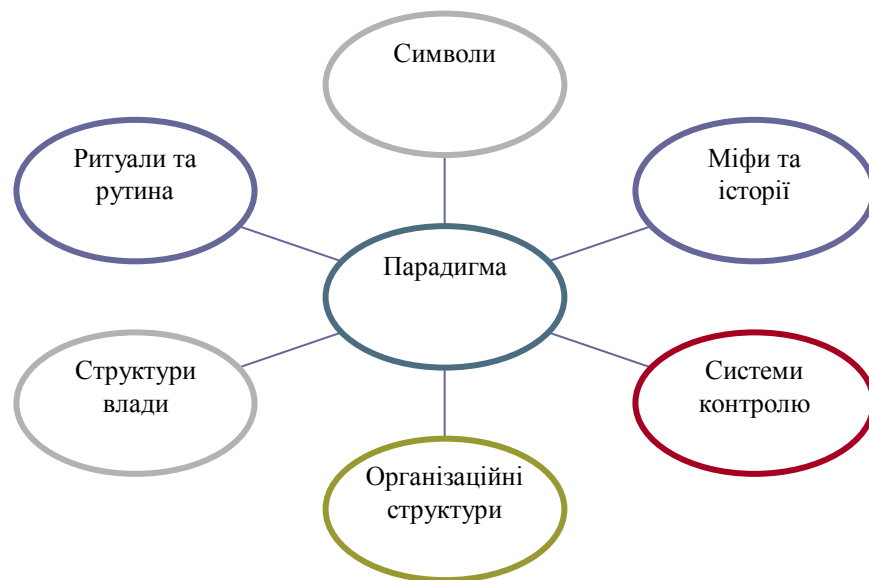 Символи
Ритуали та
рутина
Міфи та
історії
Парадигма
Структури
влади
Системи
контролю
Організаційні
структури